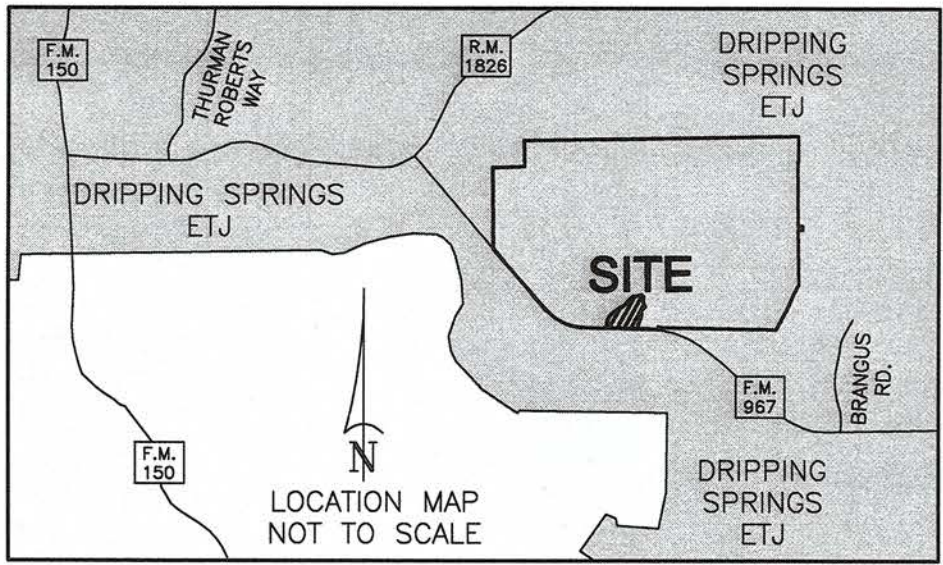 F.M.
150
THURMAN
ROBERTS
WAY
R.M.
1826
DRIPPING
SPRINGS
ETJ
DRIPPING SPRINGS
ETJ
SITE
BRANGUS
RD.
F.M.
967
F.M.
150
N
LOCATION MAP
NOT TO SCALE
DRIPPING
SPRINGS
ETJ